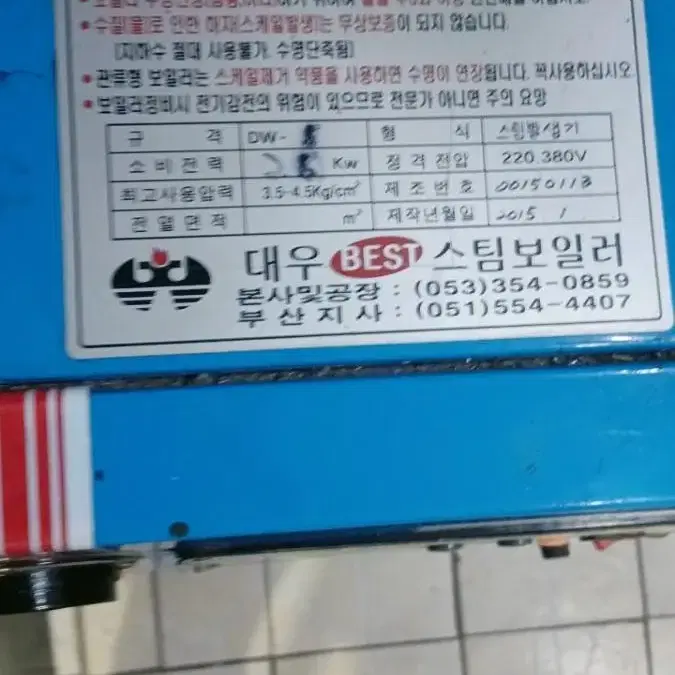 •수질(물)로 인한 하자(스케일발생)는 무상보증이 되지 않습니다.
[지하수 절대 사용불가. 수명단축됨]
•관류형 보일러는 스케일제거 약품을 사용하면 수명이 연장됩니다. 꼭사용하십시오
•보일러정비시 전기감전의 위험이 있으므로 전문가 아니면 주의 요망
규 격 DW- 형 식 스팀발생기
소 비 전 력 Kw 정 격 전 압 220.380V
최고사용압력 3.5-4.5Kg/cm² 제 조 번 호 00150113
전 열 면 적 m² 제작년월일 2015 1
대우 BEST 스팀보일러
본사및공장 : (053)354-0859
부 산 지 사 : (051)554-4407